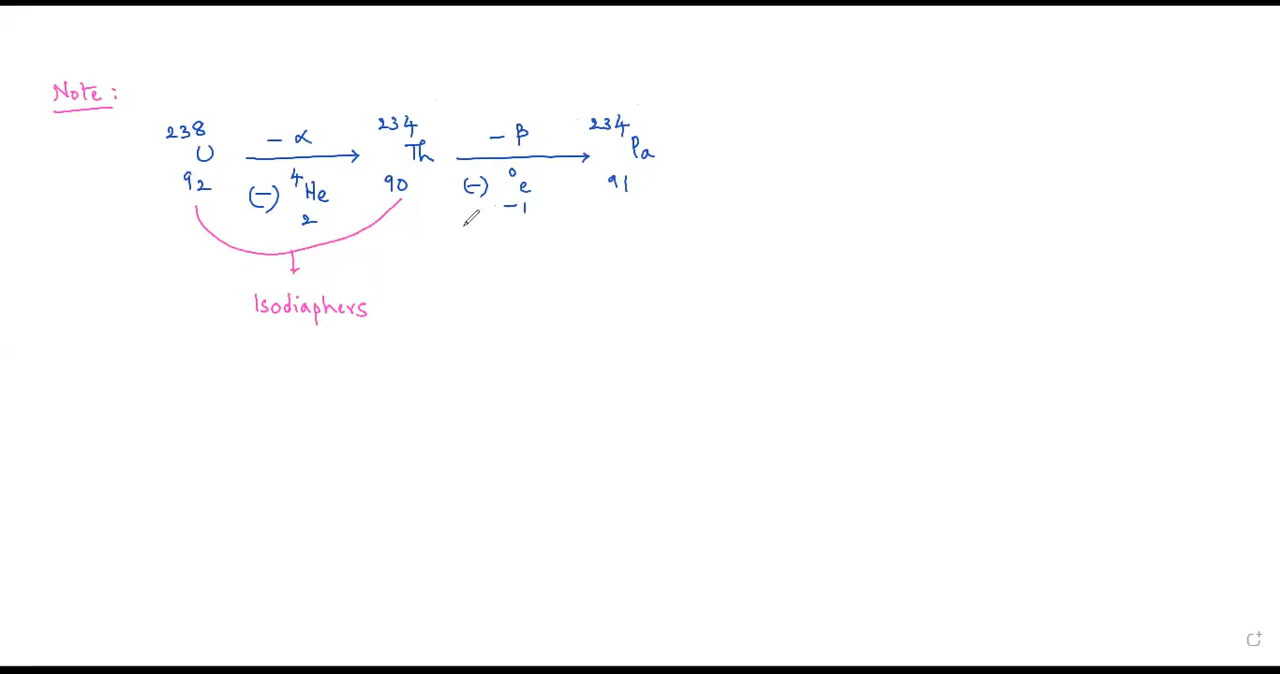 Note:
238 U 92 — α → (−) 4 He 2 234 Th 90 — β → (−) 0 e −1 234 Pa 91
Isodiaphers